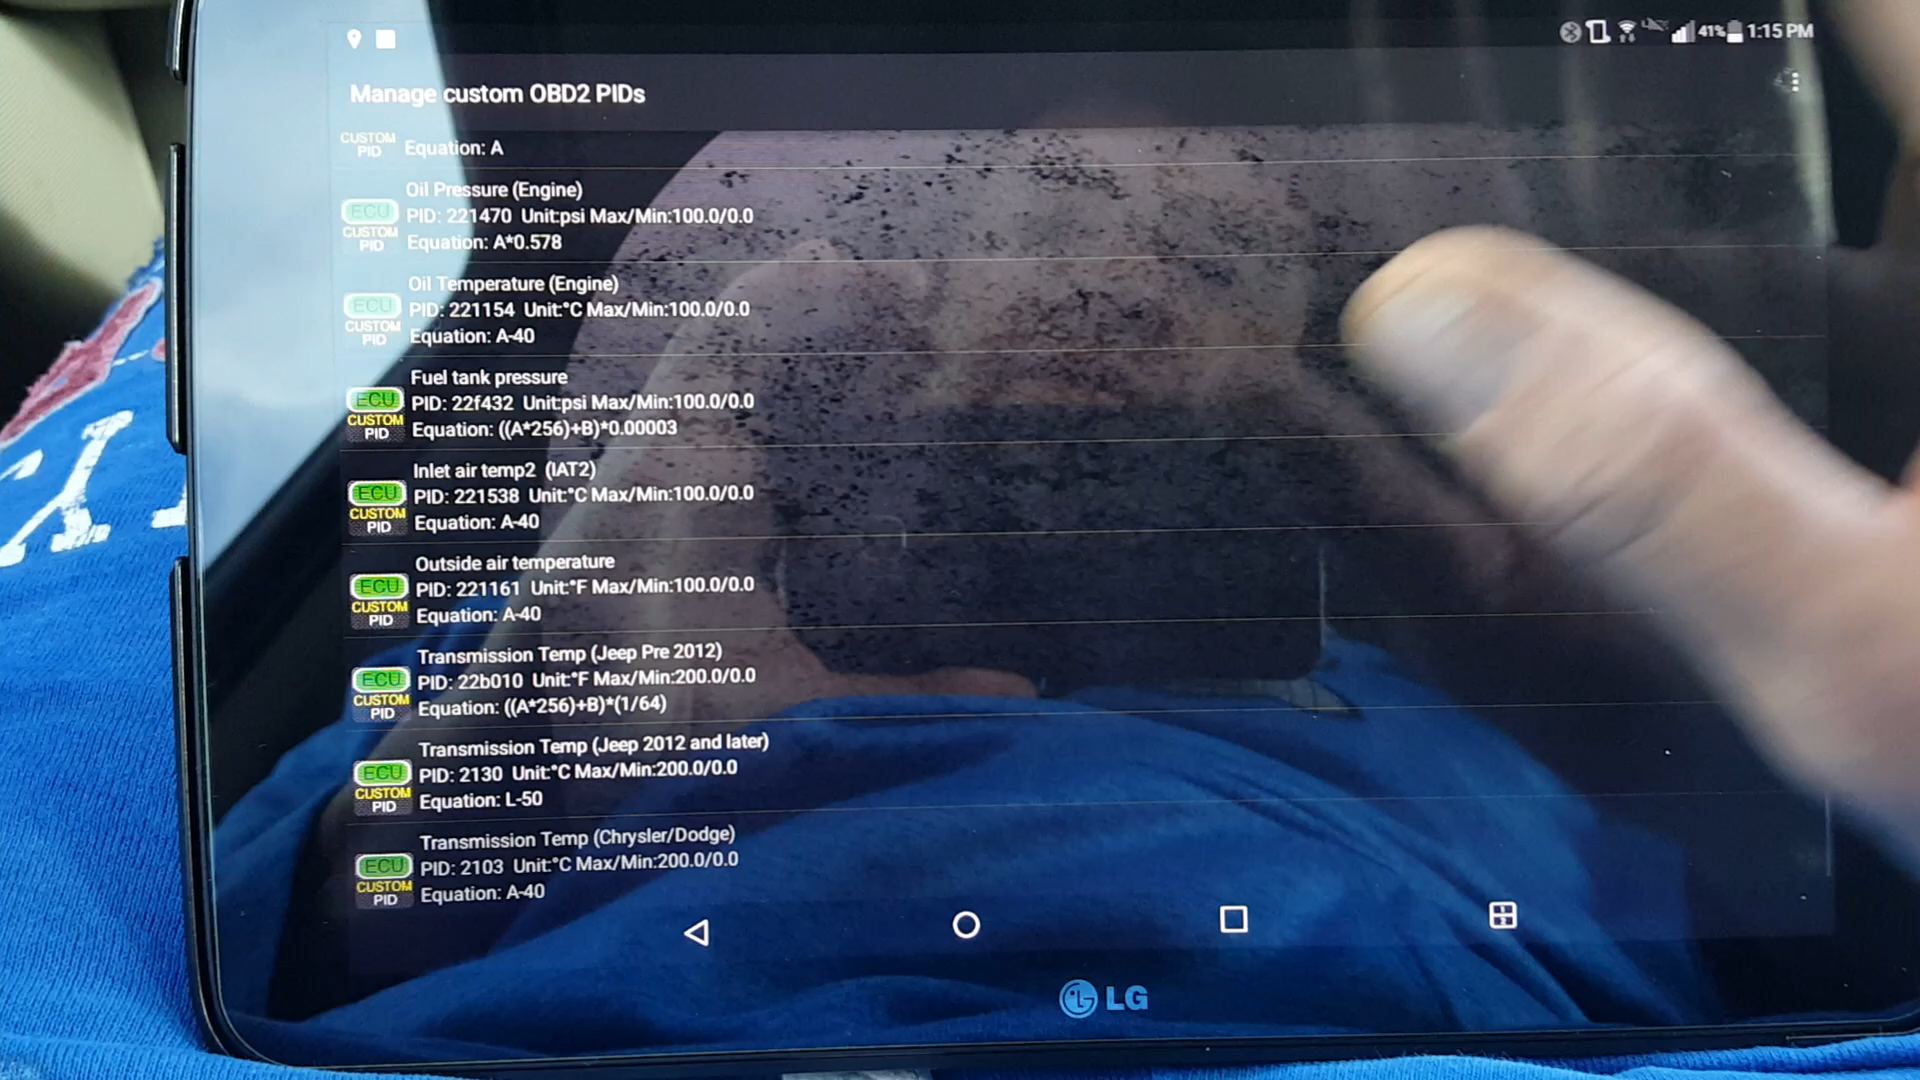 41% 1:15 PM
Manage custom OBD2 PIDs
CUSTOM PID
Equation: A
Oil Pressure (Engine)
ECU CUSTOM PID
PID: 221470 Unit:psi Max/Min:100.0/0.0
Equation: A*0.578
Oil Temperature (Engine)
ECU CUSTOM PID
PID: 221154 Unit:°C Max/Min:100.0/0.0
Equation: A-40
Fuel tank pressure
ECU CUSTOM PID
PID: 22f432 Unit:psi Max/Min:100.0/0.0
Equation: ((A*256)+B)*0.00003
Inlet air temp2 (IAT2)
ECU CUSTOM PID
PID: 221538 Unit:°C Max/Min:100.0/0.0
Equation: A-40
Outside air temperature
ECU CUSTOM PID
PID: 221161 Unit:°F Max/Min:100.0/0.0
Equation: A-40
Transmission Temp (Jeep Pre 2012)
ECU CUSTOM PID
PID: 22b010 Unit:°F Max/Min:200.0/0.0
Equation: ((A*256)+B)*(1/64)
Transmission Temp (Jeep 2012 and later)
ECU CUSTOM PID
PID: 2130 Unit:°C Max/Min:200.0/0.0
Equation: L-50
Transmission Temp (Chrysler/Dodge)
ECU CUSTOM PID
PID: 2103 Unit:°C Max/Min:200.0/0.0
Equation: A-40
LG